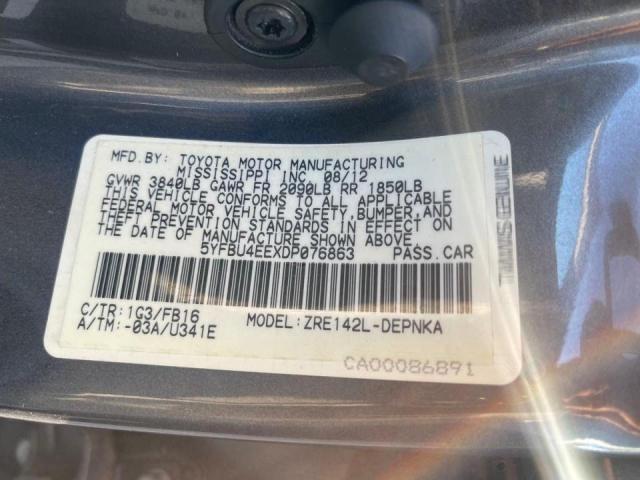 MFD.BY: TOYOTA MOTOR MANUFACTURING
MISSISSIPPI INC 08/12
GVWR 3840LB GAWR FR 2090LB RR 1850LB
THIS VEHICLE CONFORMS TO ALL APPLICABLE
FEDERAL MOTOR VEHICLE SAFETY, BUMPER, AND
THEFT PREVENTION STANDARDS IN EFFECT ON
THE DATE OF MANUFACTURE SHOWN ABOVE.
5YFBU4EEXDP076863 PASS.CAR
C/TR: 1G3/FB16
A/TM: -03A/U341E MODEL: ZRE142L-DEPNKA
CA00086891